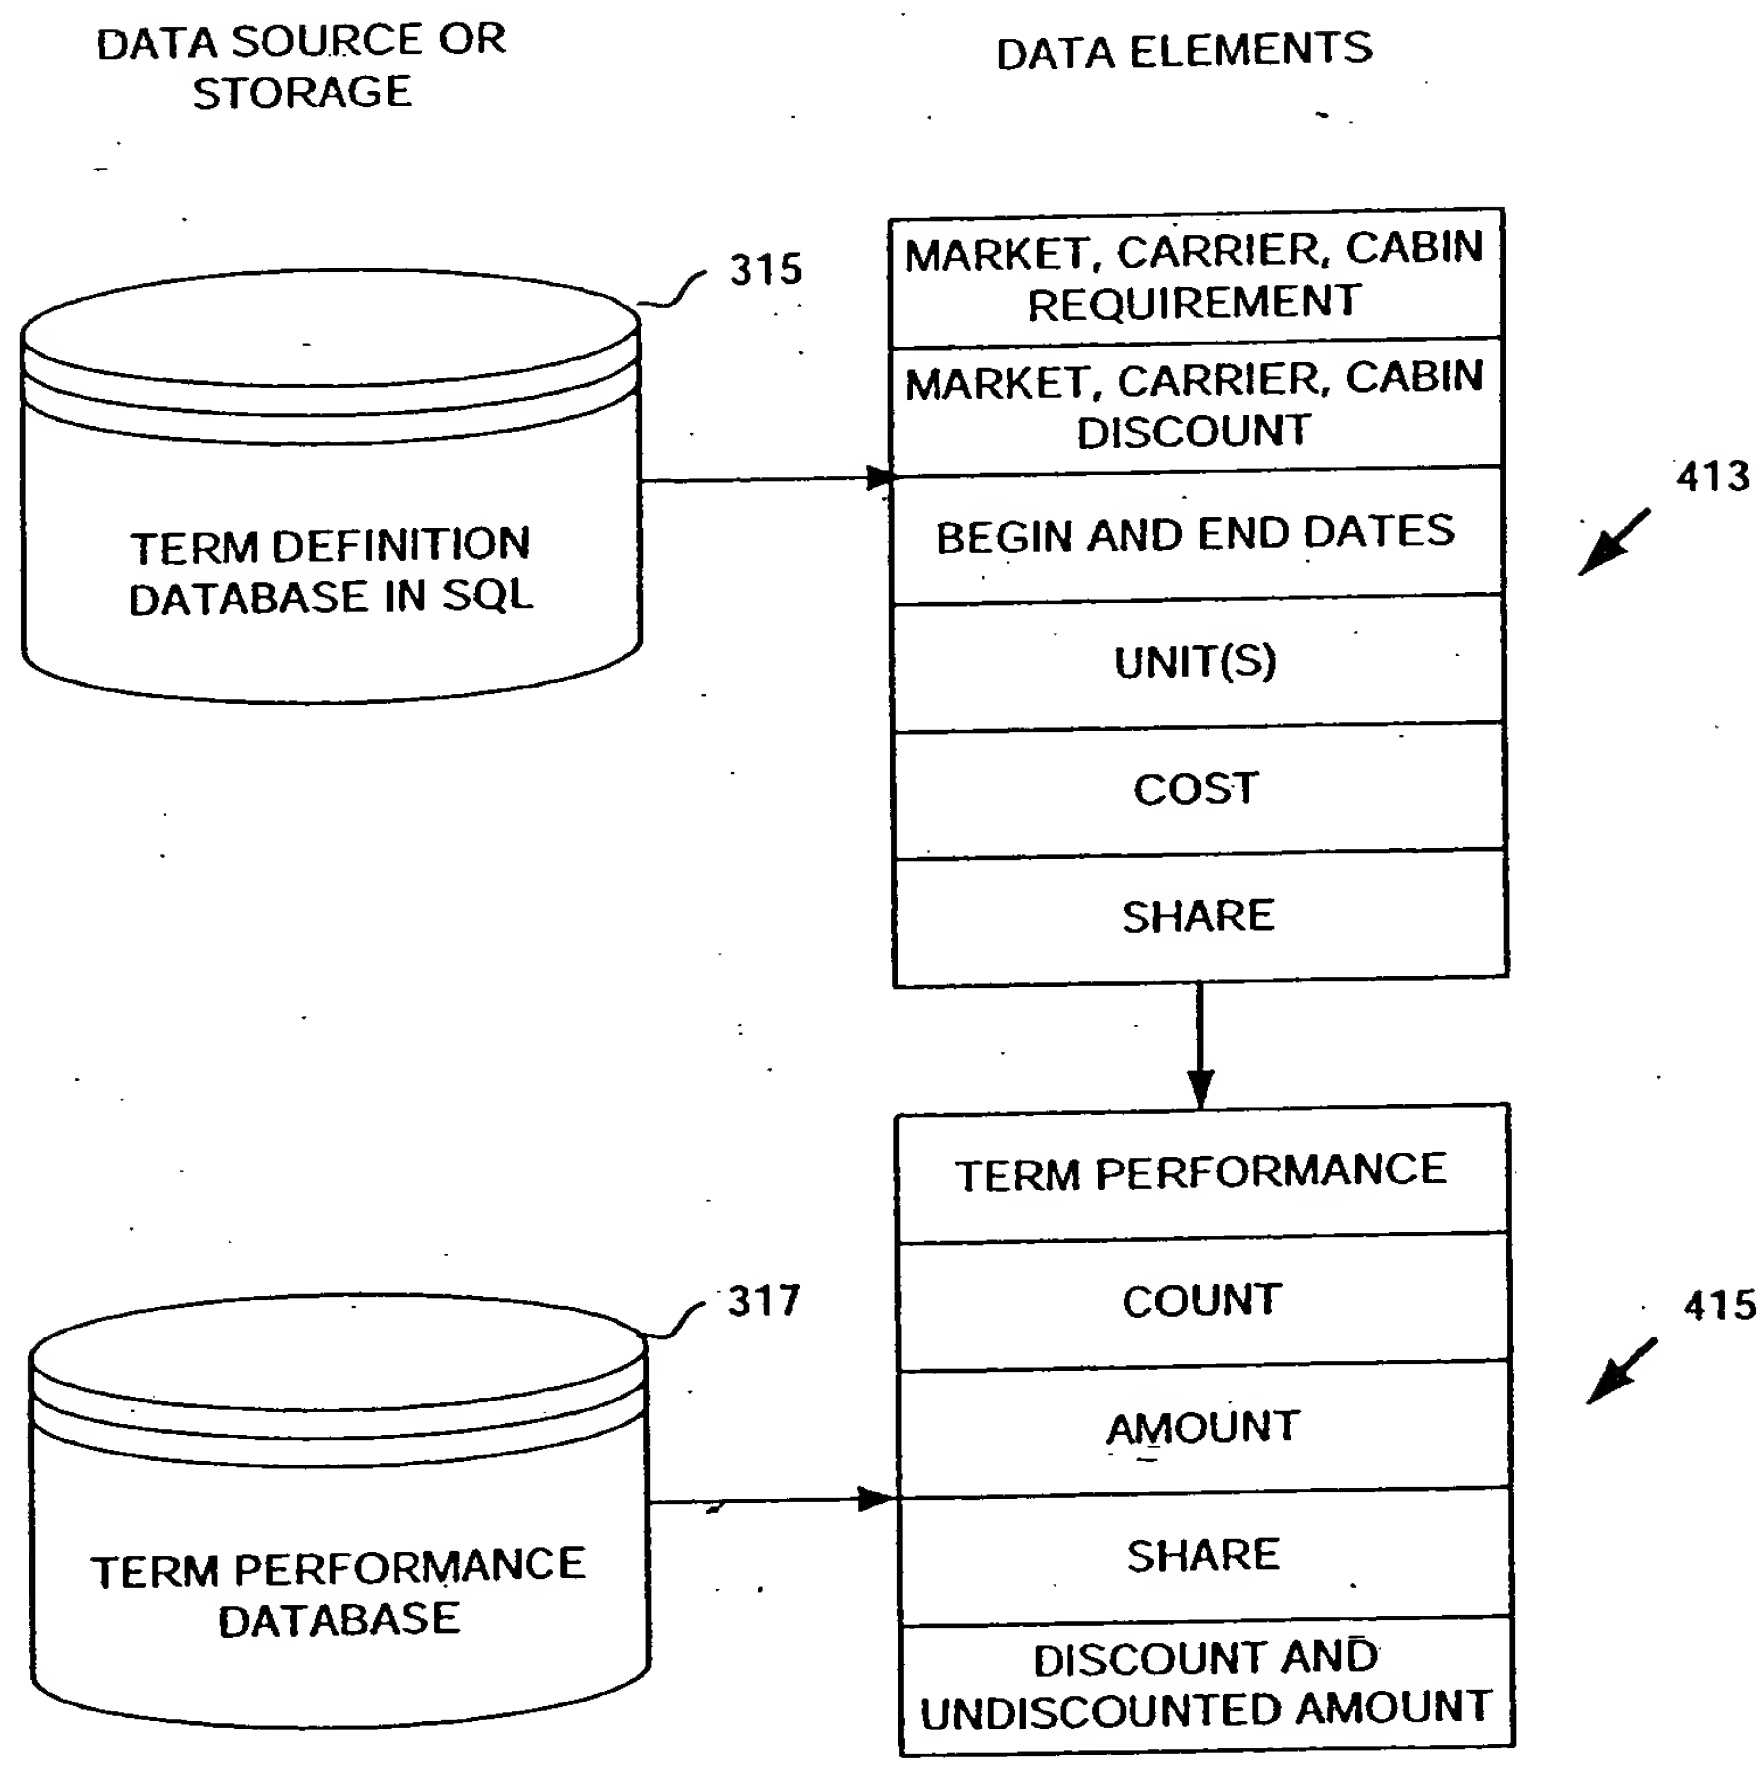 DATA SOURCE OR
STORAGE
DATA ELEMENTS
315
TERM DEFINITION
DATABASE IN SQL
MARKET, CARRIER, CABIN
REQUIREMENT
MARKET, CARRIER, CABIN
DISCOUNT
BEGIN AND END DATES
UNIT(S)
COST
SHARE
413
317
TERM PERFORMANCE
DATABASE
TERM PERFORMANCE
COUNT
AMOUNT
SHARE
DISCOUNT AND
UNDISCOUNTED AMOUNT
415